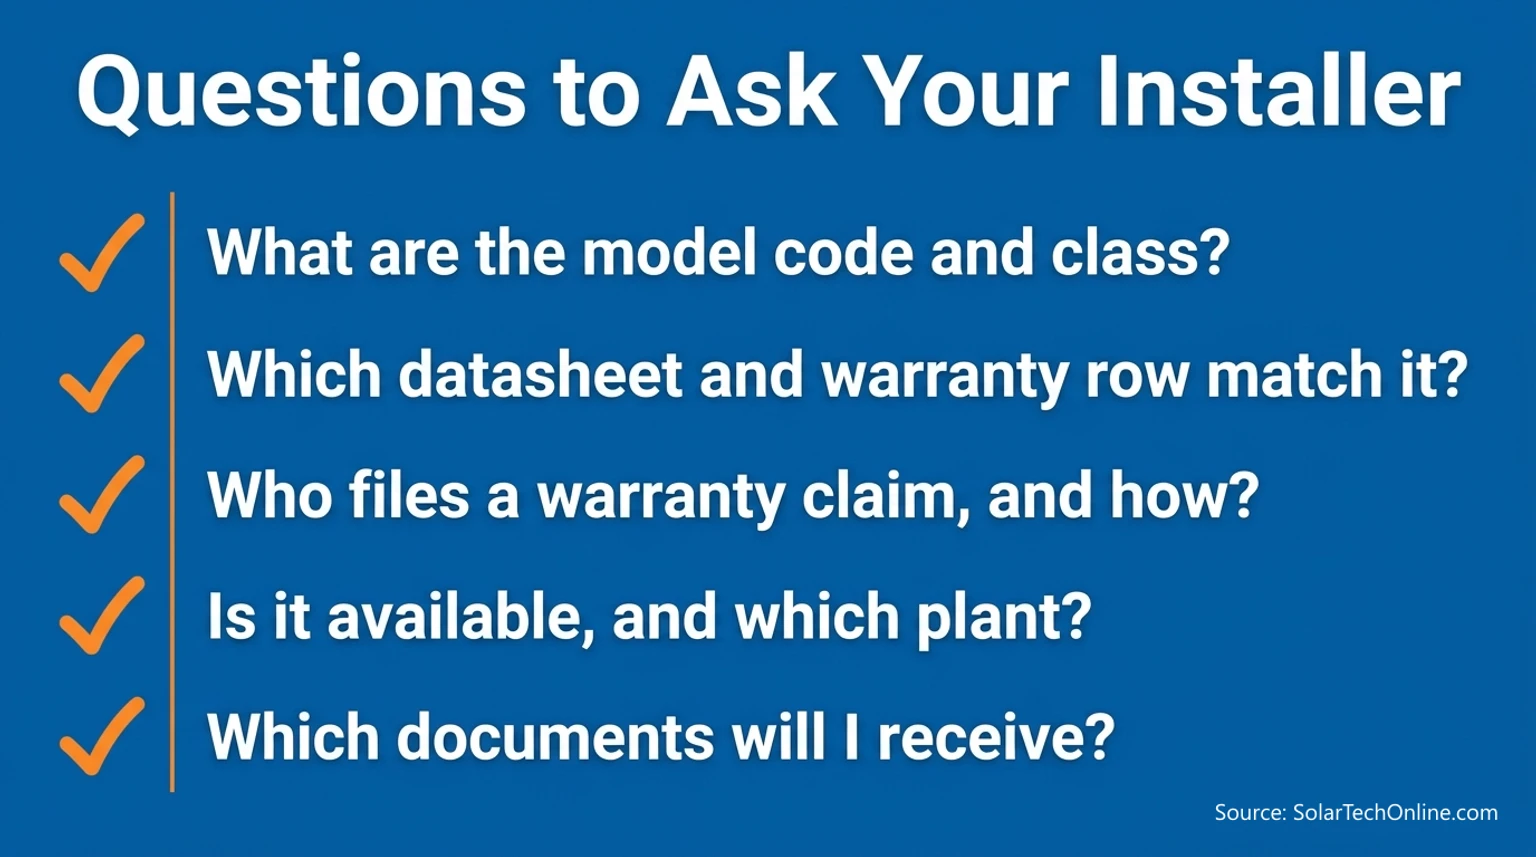 Questions to Ask Your Installer
What are the model code and class?
Which datasheet and warranty row match it?
Who files a warranty claim, and how?
Is it available, and which plant?
Which documents will I receive?
Source: SolarTechOnline.com